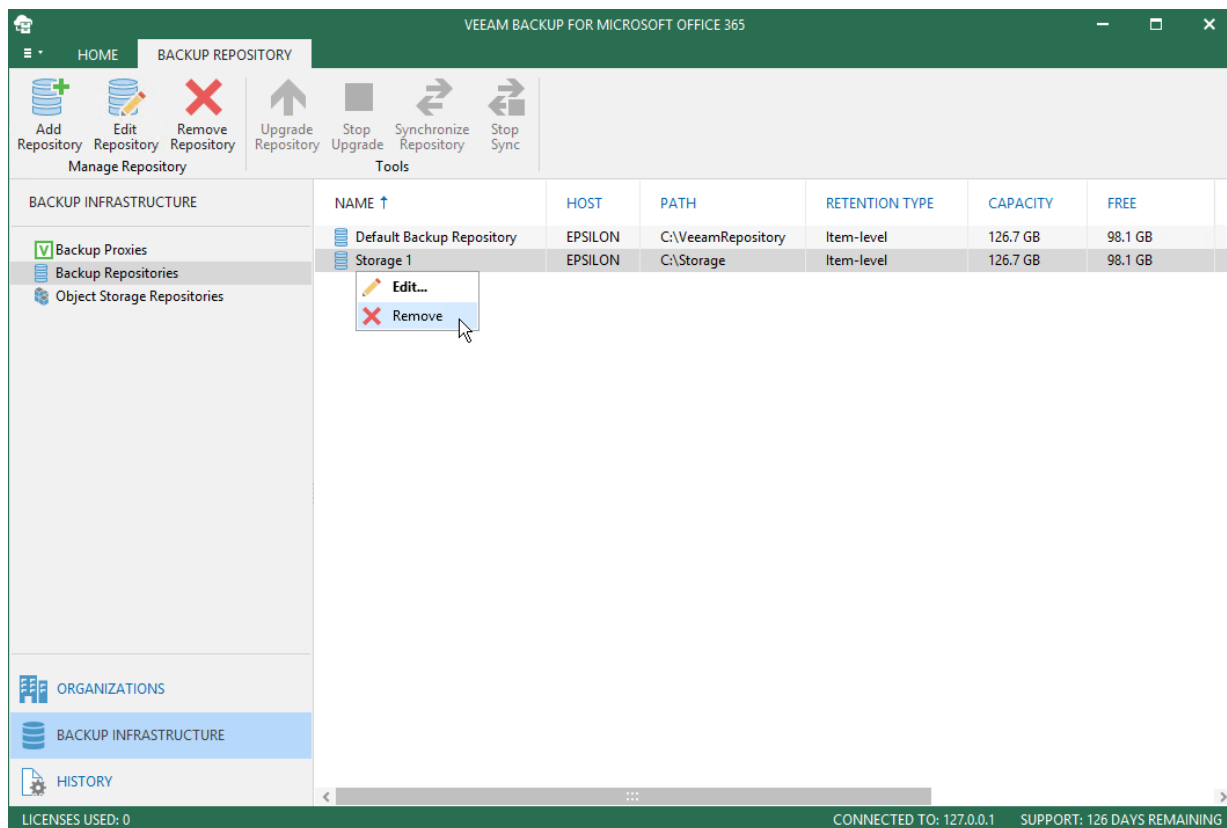 VEEAM BACKUP FOR MICROSOFT OFFICE 365
HOME BACKUP REPOSITORY
Add Repository
Edit Repository
Remove Repository
Upgrade Repository
Stop Upgrade
Synchronize Repository
Stop Sync
Manage Repository
Tools
BACKUP INFRASTRUCTURE
Backup Proxies
Backup Repositories
Object Storage Repositories
NAME HOST PATH RETENTION TYPE CAPACITY FREE
Default Backup Repository EPSILON C:\VeeamRepository Item-level 126.7 GB 98.1 GB
Storage 1 EPSILON C:\Storage Item-level 126.7 GB 98.1 GB
Edit...
Remove
ORGANIZATIONS
BACKUP INFRASTRUCTURE
HISTORY
LICENSES USED: 0 CONNECTED TO: 127.0.0.1 SUPPORT: 126 DAYS REMAINING